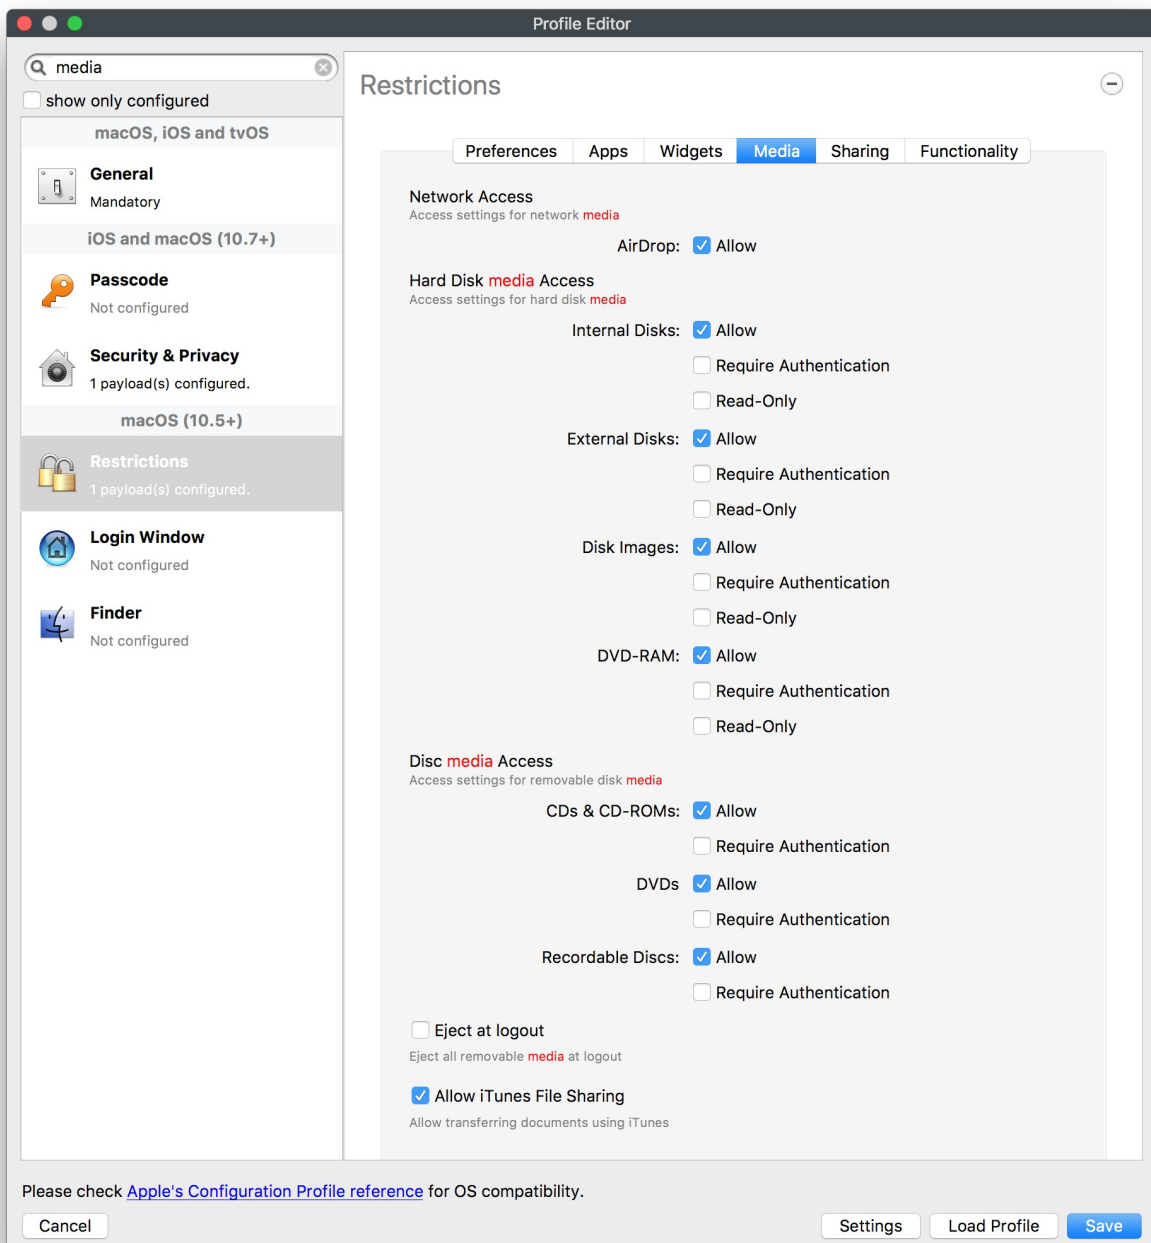 Profile Editor
media
show only configured
macOS, iOS and tvOS
General
Mandatory
iOS and macOS (10.7+)
Passcode
Not configured
Security & Privacy
1 payload(s) configured.
macOS (10.5+)
Restrictions
1 payload(s) configured.
Login Window
Not configured
Finder
Not configured
Restrictions
Preferences Apps Widgets Media Sharing Functionality
Network Access
Access settings for network media
AirDrop: Allow
Hard Disk media Access
Access settings for hard disk media
Internal Disks: Allow
Require Authentication
Read-Only
External Disks: Allow
Require Authentication
Read-Only
Disk Images: Allow
Require Authentication
Read-Only
DVD-RAM: Allow
Require Authentication
Read-Only
Disc media Access
Access settings for removable disk media
CDs & CD-ROMs: Allow
Require Authentication
DVDs Allow
Require Authentication
Recordable Discs: Allow
Require Authentication
Eject at logout
Eject all removable media at logout
Allow iTunes File Sharing
Allow transferring documents using iTunes
Please check Apple's Configuration Profile reference for OS compatibility.
Cancel Settings Load Profile Save